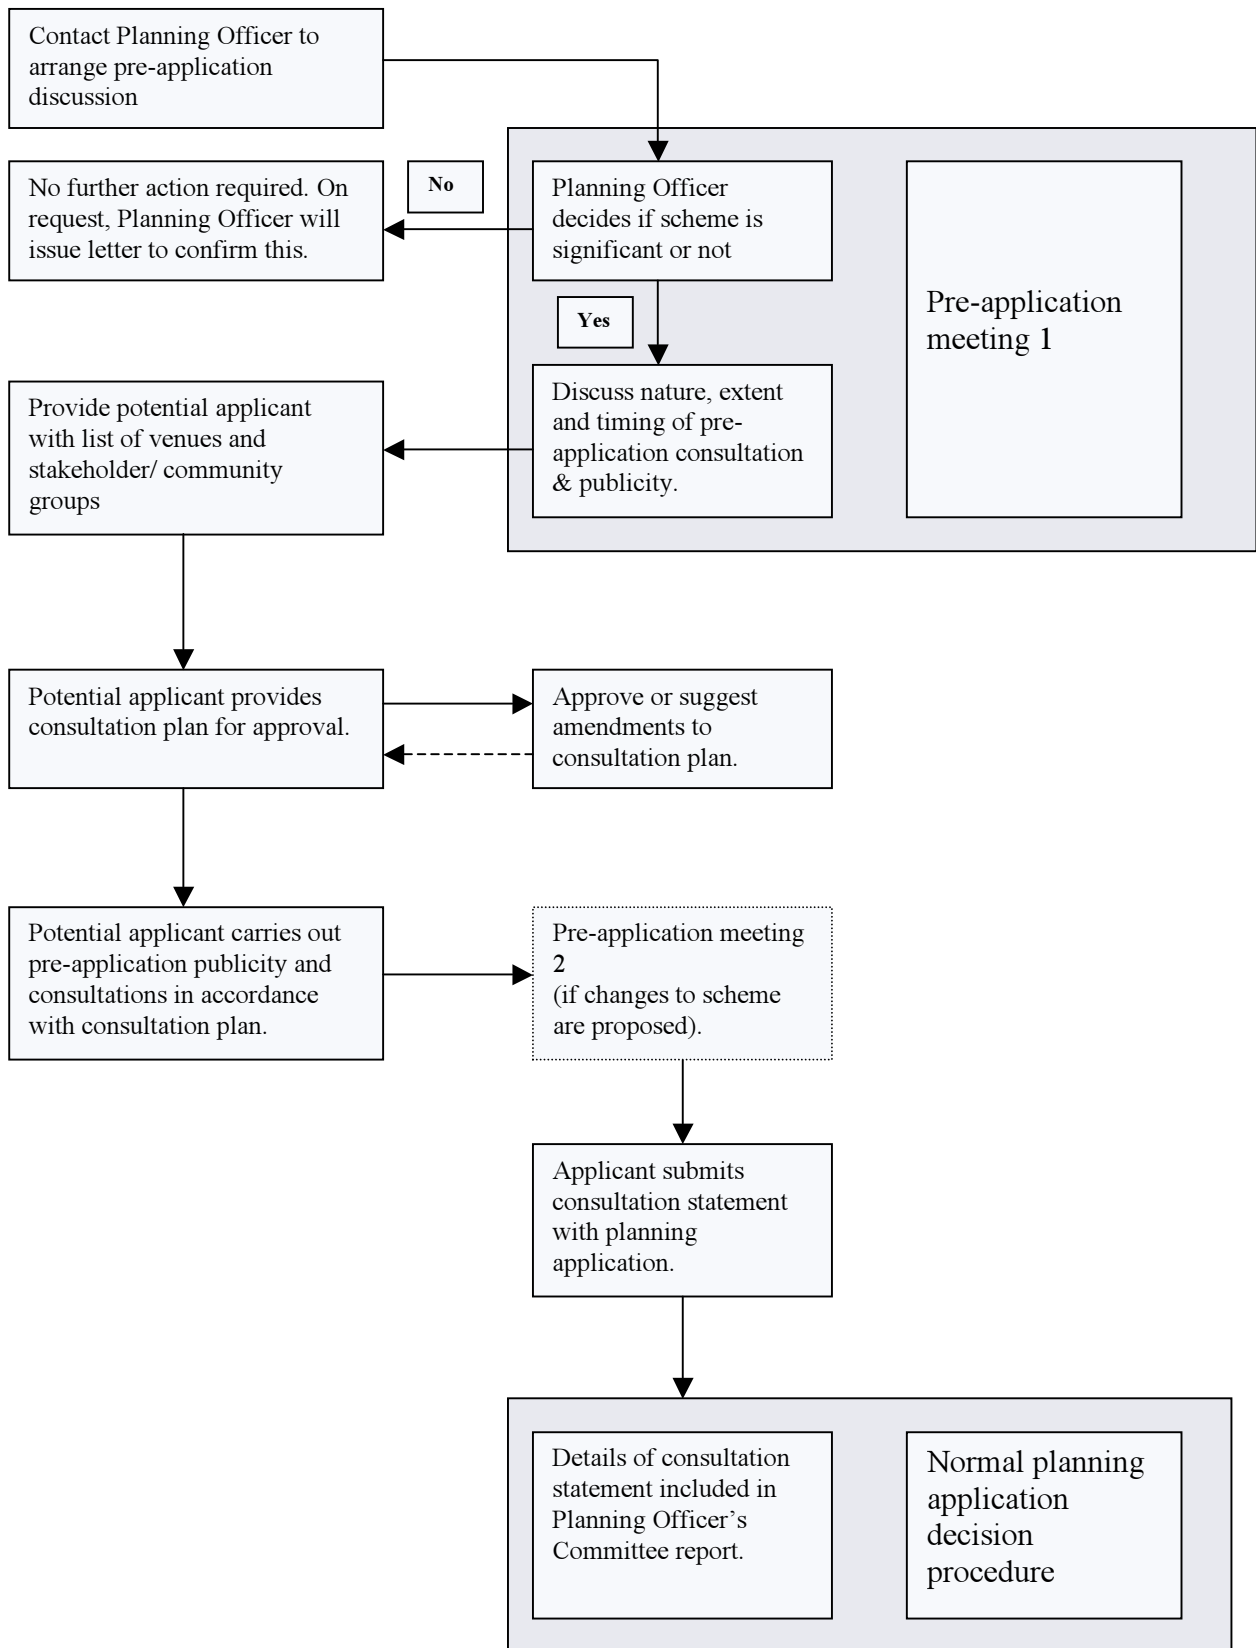 Contact Planning Officer to
arrange pre-application
discussion
No further action required. On
request, Planning Officer will
issue letter to confirm this.
No
Planning Officer
decides if scheme is
significant or not
Pre-application
meeting 1
Yes
Provide potential applicant
with list of venues and
stakeholder/ community
groups
Discuss nature, extent
and timing of pre-
application consultation
& publicity.
Potential applicant provides
consultation plan for approval.
Approve or suggest
amendments to
consultation plan.
Potential applicant carries out
pre-application publicity and
consultations in accordance
with consultation plan.
Pre-application meeting
2
(if changes to scheme
are proposed).
Applicant submits
consultation statement
with planning
application.
Details of consultation
statement included in
Planning Officer’s
Committee report.
Normal planning
application
decision
procedure